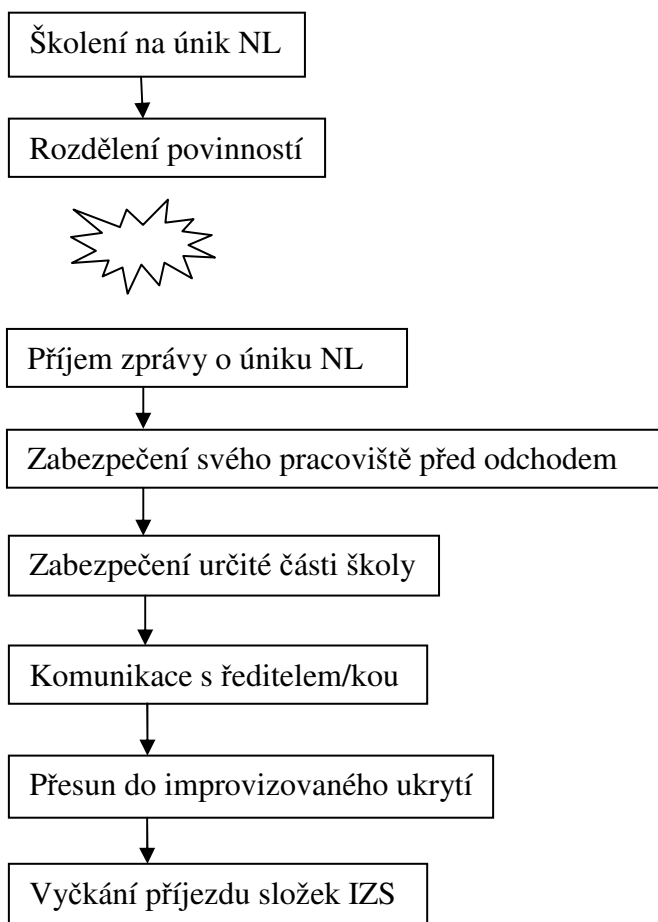 Školení na únik NL
Rozdělení povinností
Příjem zprávy o úniku NL
Zabezpečení svého pracoviště před odchodem
Zabezpečení určité části školy
Komunikace s ředitelem/kou
Přesun do improvizovaného ukrytí
Vyčkání příjezdu složek IZS